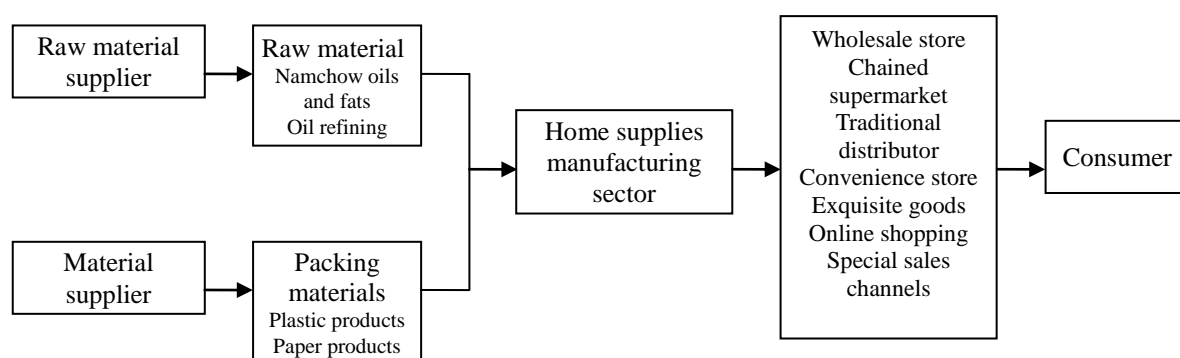 Raw material
supplier
Raw material
Namchow oils
and fats
Oil refining
Material
supplier
Packing
materials
Plastic products
Paper products
Home supplies
manufacturing
sector
Wholesale store
Chained
supermarket
Traditional
distributor
Convenience store
Exquisite goods
Online shopping
Special sales
channels
Consumer